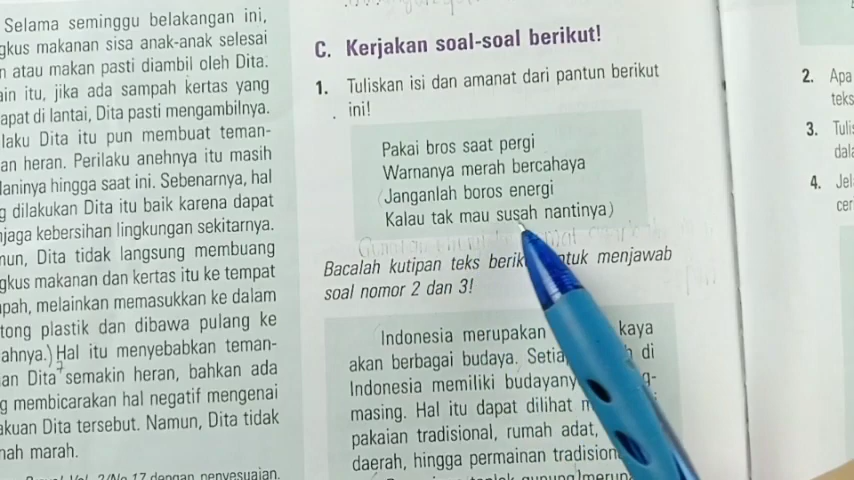 Selama seminggu belakangan ini,
gkus makanan sisa anak-anak selesai
n atau makan pasti diambil oleh Dita.
ain itu, jika ada sampah kertas yang
apat di lantai, Dita pasti mengambilnya.
laku Dita itu pun membuat teman-
an heran. Perilaku anehnya itu masih
laninya hingga saat ini. Sebenarnya, hal
g dilakukan Dita itu baik karena dapat
njaga kebersihan lingkungan sekitarnya.
mun, Dita tidak langsung membuang
gkus makanan dan kertas itu ke tempat
pah, melainkan memasukkan ke dalam
tong plastik dan dibawa pulang ke
ahnya.) Hal itu menyebabkan teman-
an Dita semakin heran, bahkan ada
g membicarakan hal negatif mengenai
akuan Dita tersebut. Namun, Dita tidak
nah marah.
2/No.17 dengan penyesuaian.
C. Kerjakan soal-soal berikut!
1. Tuliskan isi dan amanat dari pantun berikut
ini!
Pakai bros saat pergi
Warnanya merah bercahaya
Janganlah boros energi
Kalau tak mau susah nantinya)
Bacalah kutipan teks berik ntuk menjawab
soal nomor 2 dan 3!
Indonesia merupakan kaya
akan berbagai budaya. Setia h di
Indonesia memiliki budayany g-
masing. Hal itu dapat dilihat
pakaian tradisional, rumah adat,
daerah, hingga permainan tradision
2. Apa
teks
3. Tulis
dala
4. Jel
cer